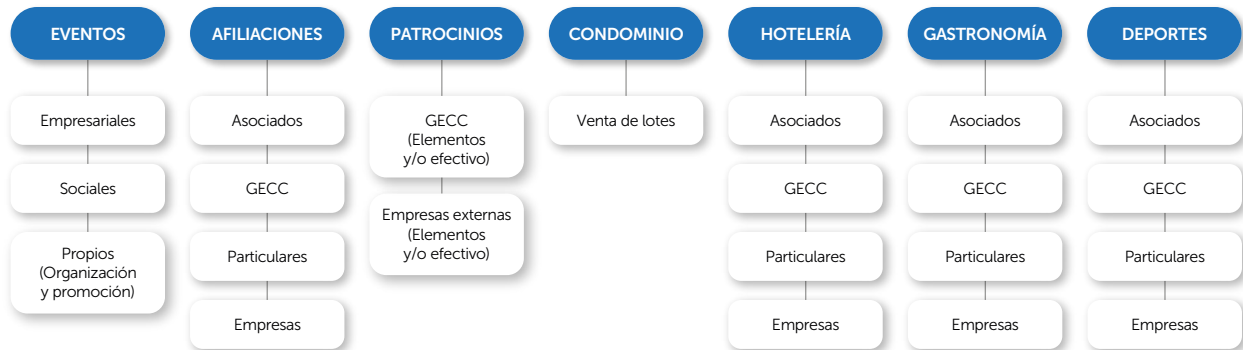 EVENTOS
Empresariales
Sociales
Propios
(Organización
y promoción)
AFILIACIONES
Asociados
GECC
Particulares
Empresas
PATROCINIOS
GECC
(Elementos
y/o efectivo)
Empresas externas
(Elementos
y/o efectivo)
CONDOMINIO
Venta de lotes
HOTELERÍA
Asociados
GECC
Particulares
Empresas
GASTRONOMÍA
Asociados
GECC
Particulares
Empresas
DEPORTES
Asociados
GECC
Particulares
Empresas